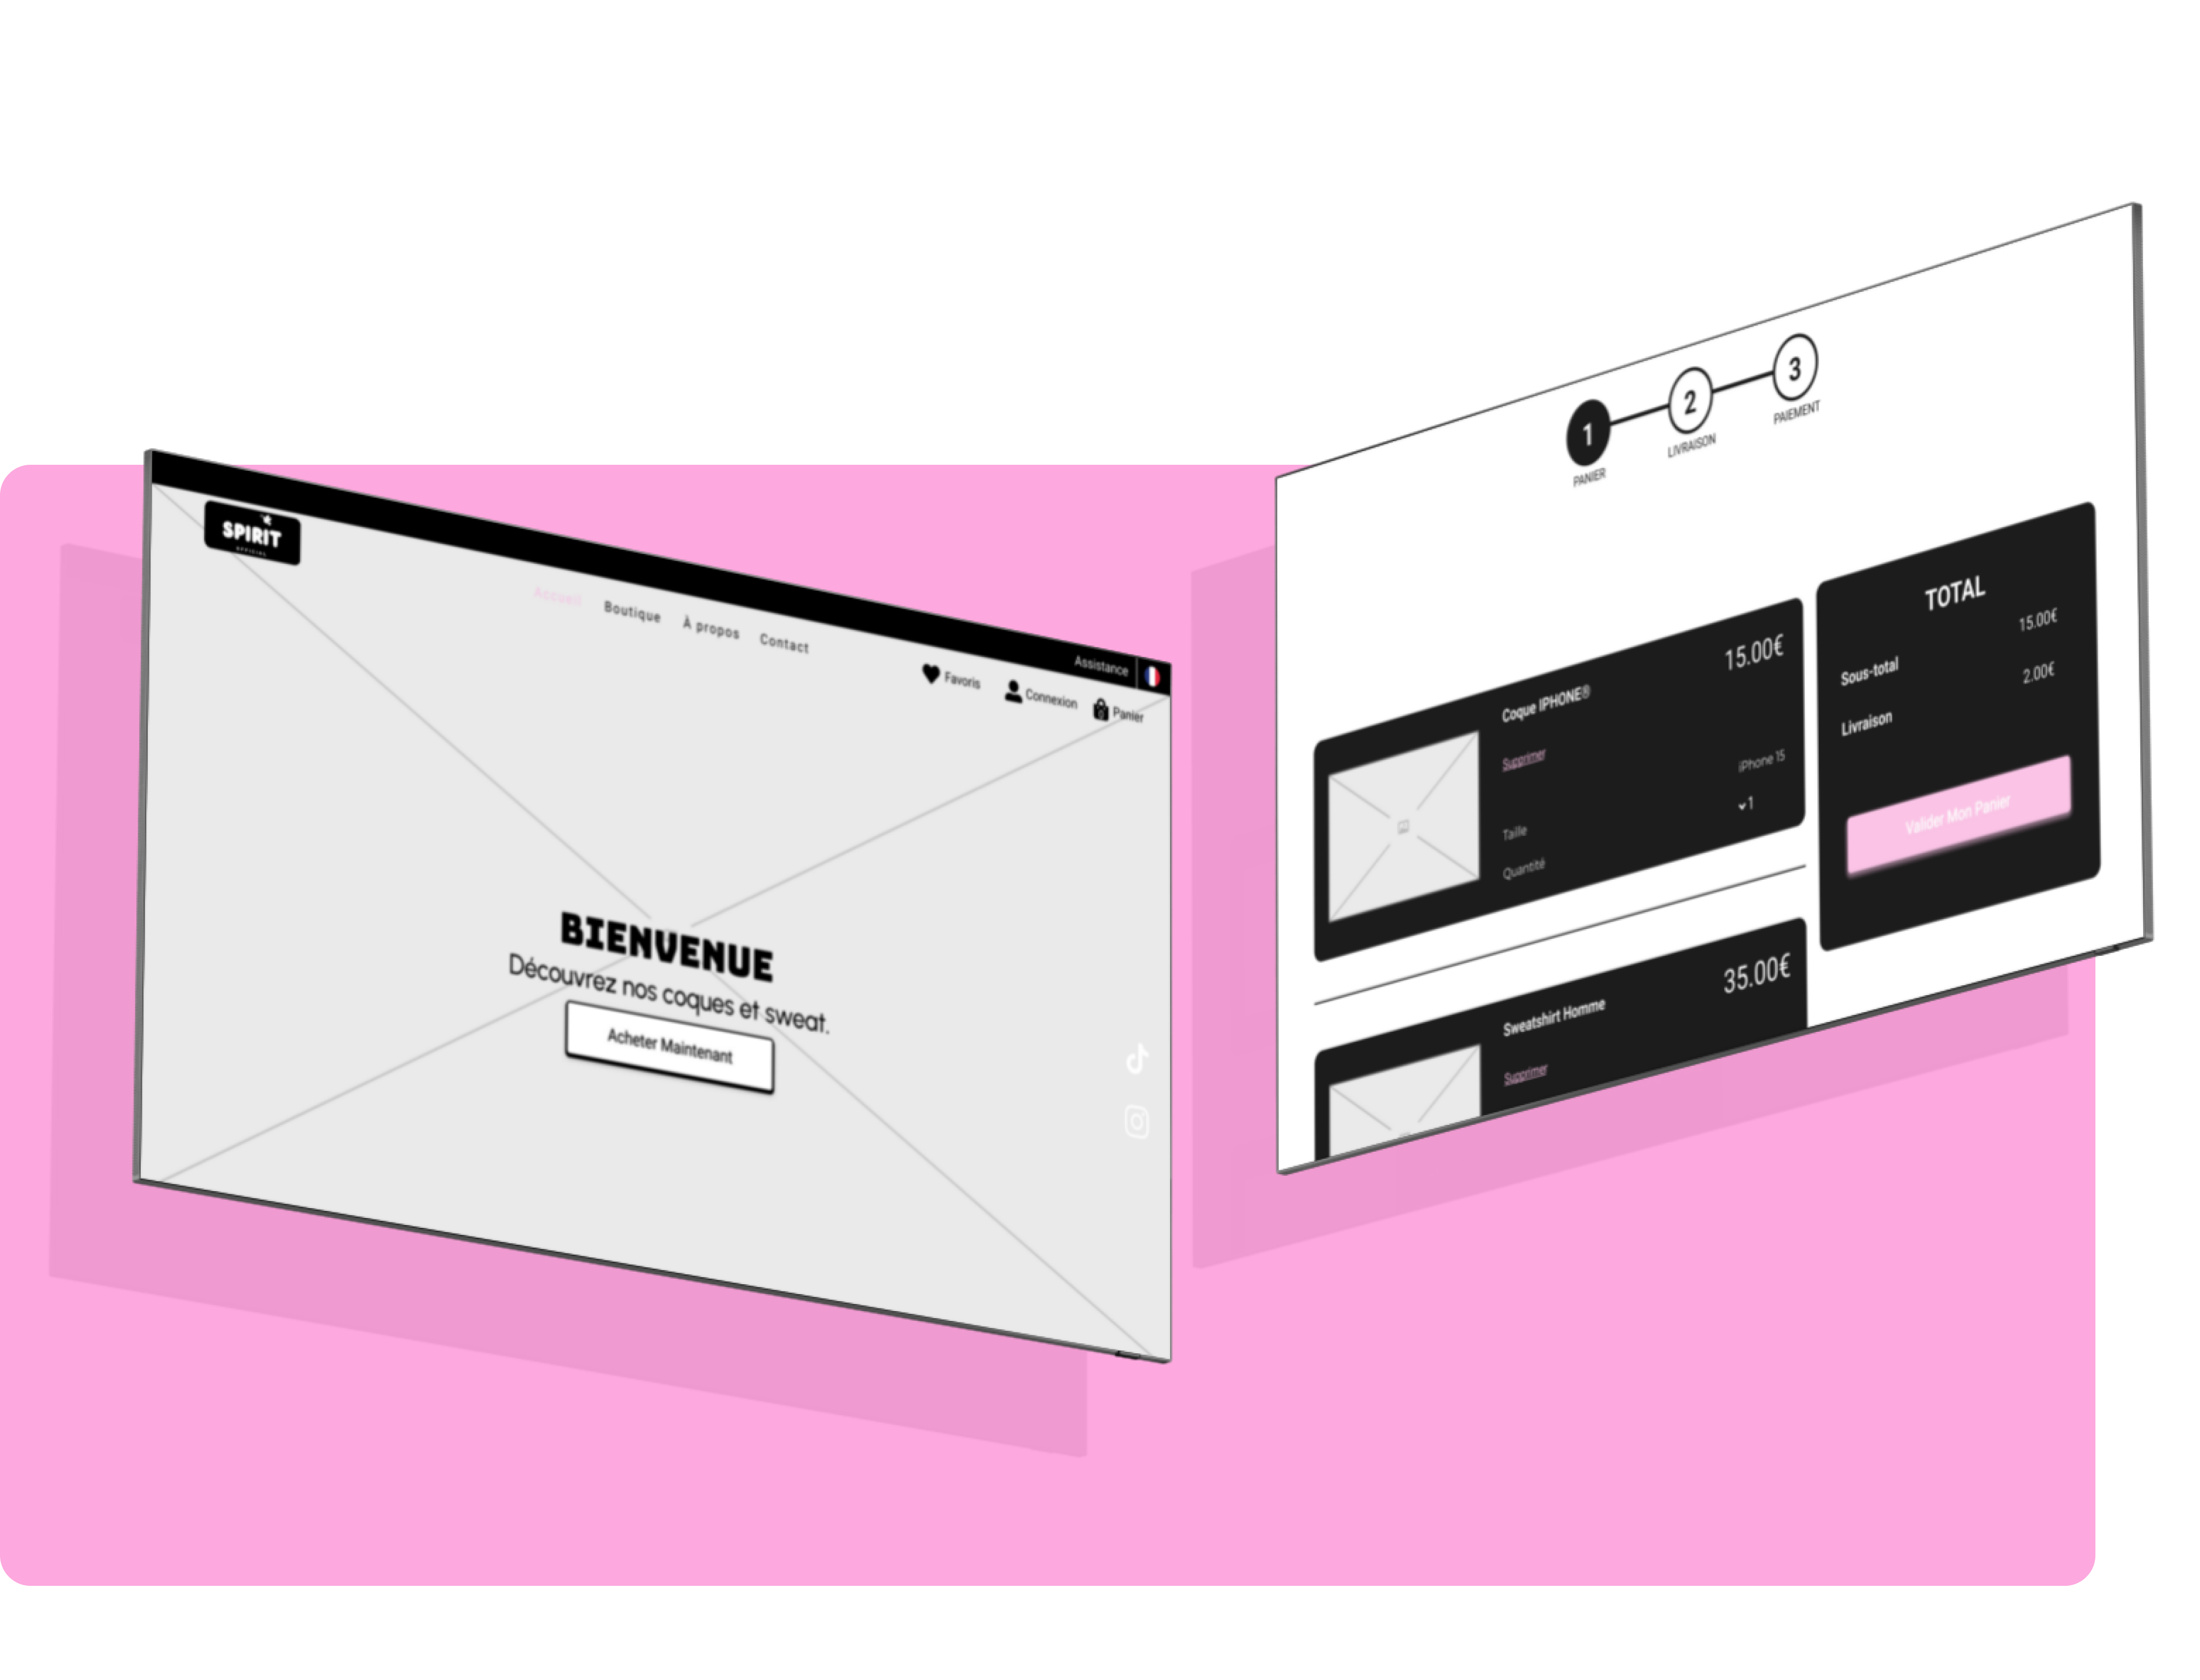 SPIRIT
OFFICIAL
Assistance
Accueil
Boutique
À propos
Contact
Favoris
Connexion
Panier
BIENVENUE
Découvrez nos coques et sweat.
Acheter Maintenant
1
2
3
PANIER
LIVRAISON
PAIEMENT
Coque IPHONE®
15.00€
Supprimer
Taille
iPhone 15
Quantité
1
Sweatshirt Homme
35.00€
Supprimer
TOTAL
Sous-total
15.00€
Livraison
2.00€
Valider Mon Panier